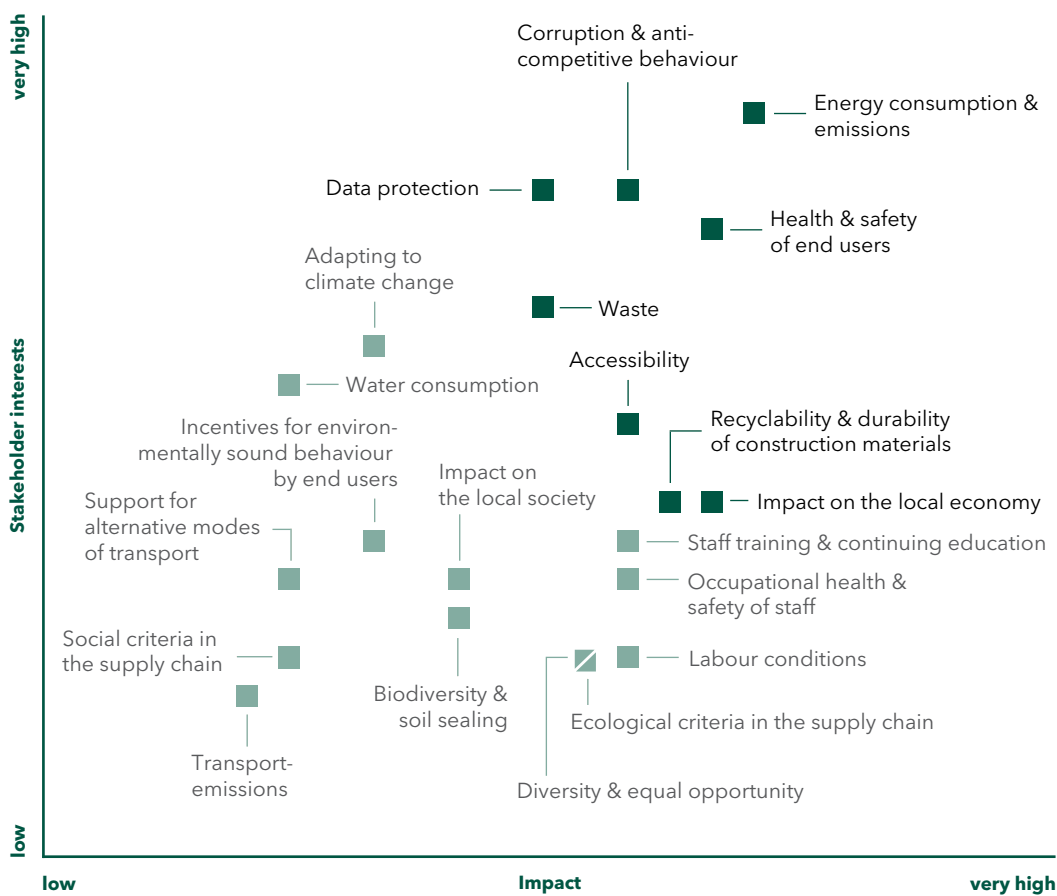 very high
Corruption & anti-
competitive behaviour
Energy consumption &
emissions
Data protection
Health & safety
of end users
Adapting to
climate change
Waste
Accessibility
Water consumption
Recyclability & durability
of construction materials
Incentives for environ-
mentally sound behaviour
by end users
Impact on
the local society
Stakeholder interests
Support for
alternative modes
of transport
Impact on the local economy
Staff training & continuing education
Occupational health &
safety of staff
Social criteria in
the supply chain
Labour conditions
Biodiversity &
soil sealing
Ecological criteria in the supply chain
Transport-
emissions
Diversity & equal opportunity
low
low
Impact
very high